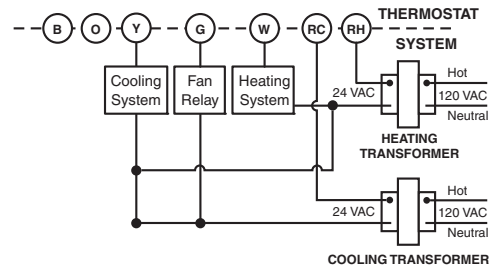 THERMOSTAT
B O Y G W RC RH
SYSTEM
Cooling
System
Fan
Relay
Heating
System
24 VAC
Hot
120 VAC
Neutral
HEATING
TRANSFORMER
24 VAC
Hot
120 VAC
Neutral
COOLING TRANSFORMER